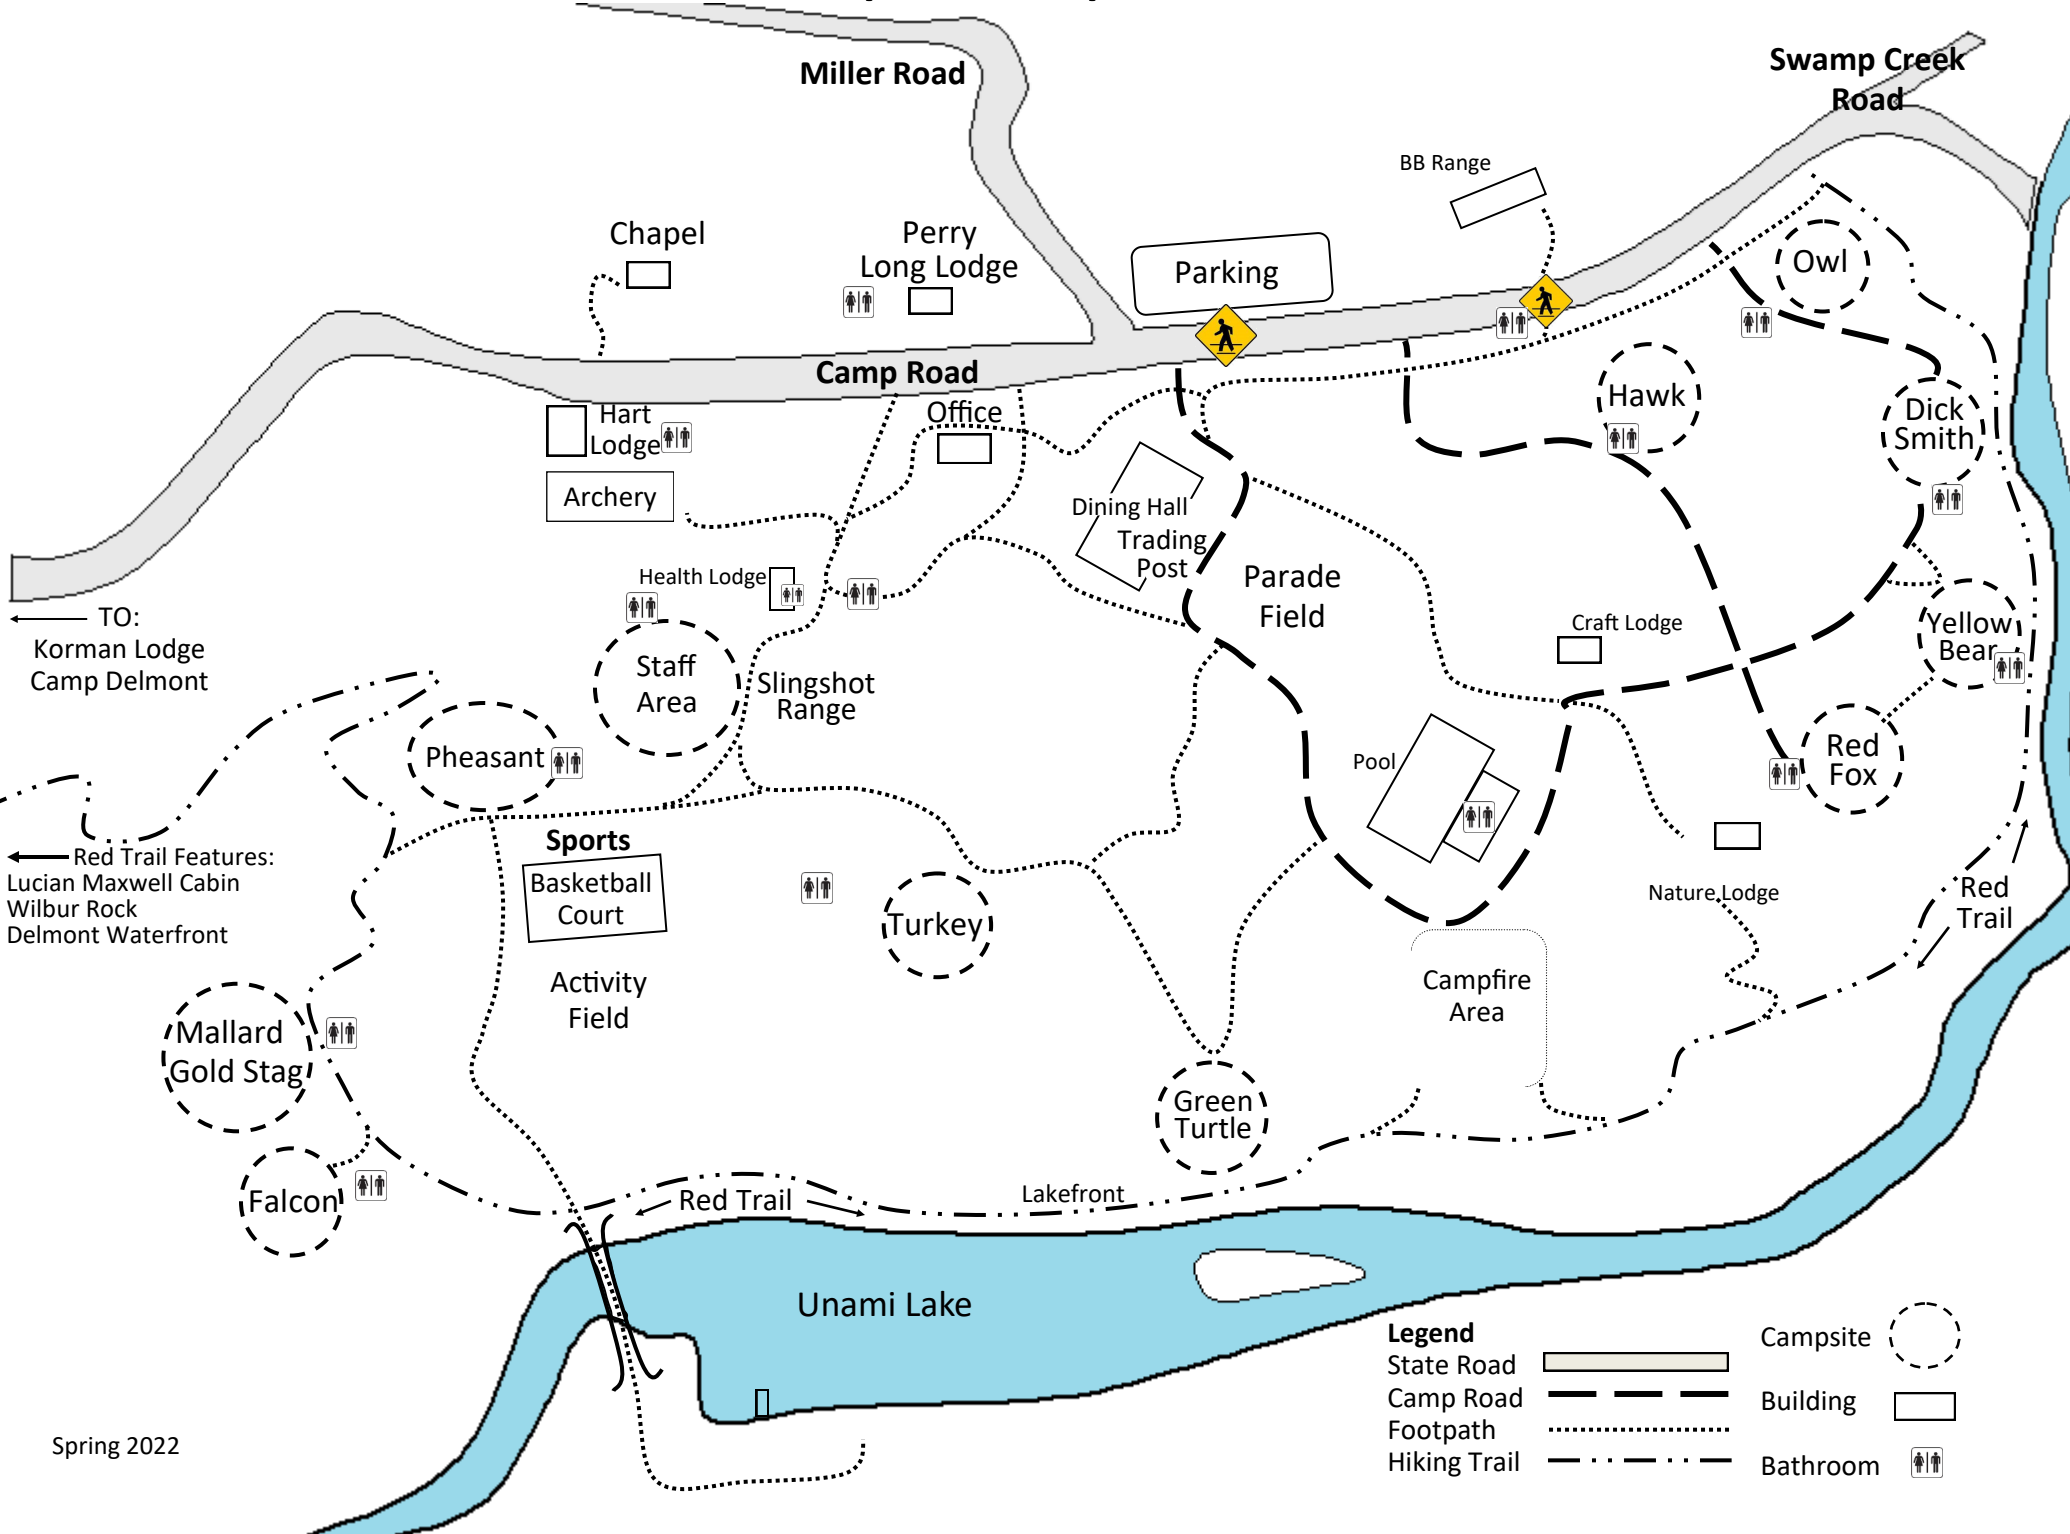 Miller Road
Swamp Creek
Road
BB Range
Chapel
Perry
Long Lodge
Parking
Owl
Camp Road
Hart
Lodge
Office
Hawk
Dick
Smith
Archery
Dining Hall
Trading
Post
Health Lodge
Parade
Field
TO:
Korman Lodge
Camp Delmont
Craft Lodge
Yellow
Bear
Staff
Area
Slingshot
Range
Pheasant
Pool
Red
Fox
Sports
Basketball
Court
Red Trail Features:
Lucian Maxwell Cabin
Wilbur Rock
Delmont Waterfront
Turkey
Nature Lodge
Red
Trail
Activity
Field
Campfire
Area
Mallard
Gold Stag
Green
Turtle
Falcon
Red Trail
Lakefront
Unami Lake
Legend
State Road
Camp Road
Footpath
Hiking Trail
Campsite
Building
Bathroom
Spring 2022